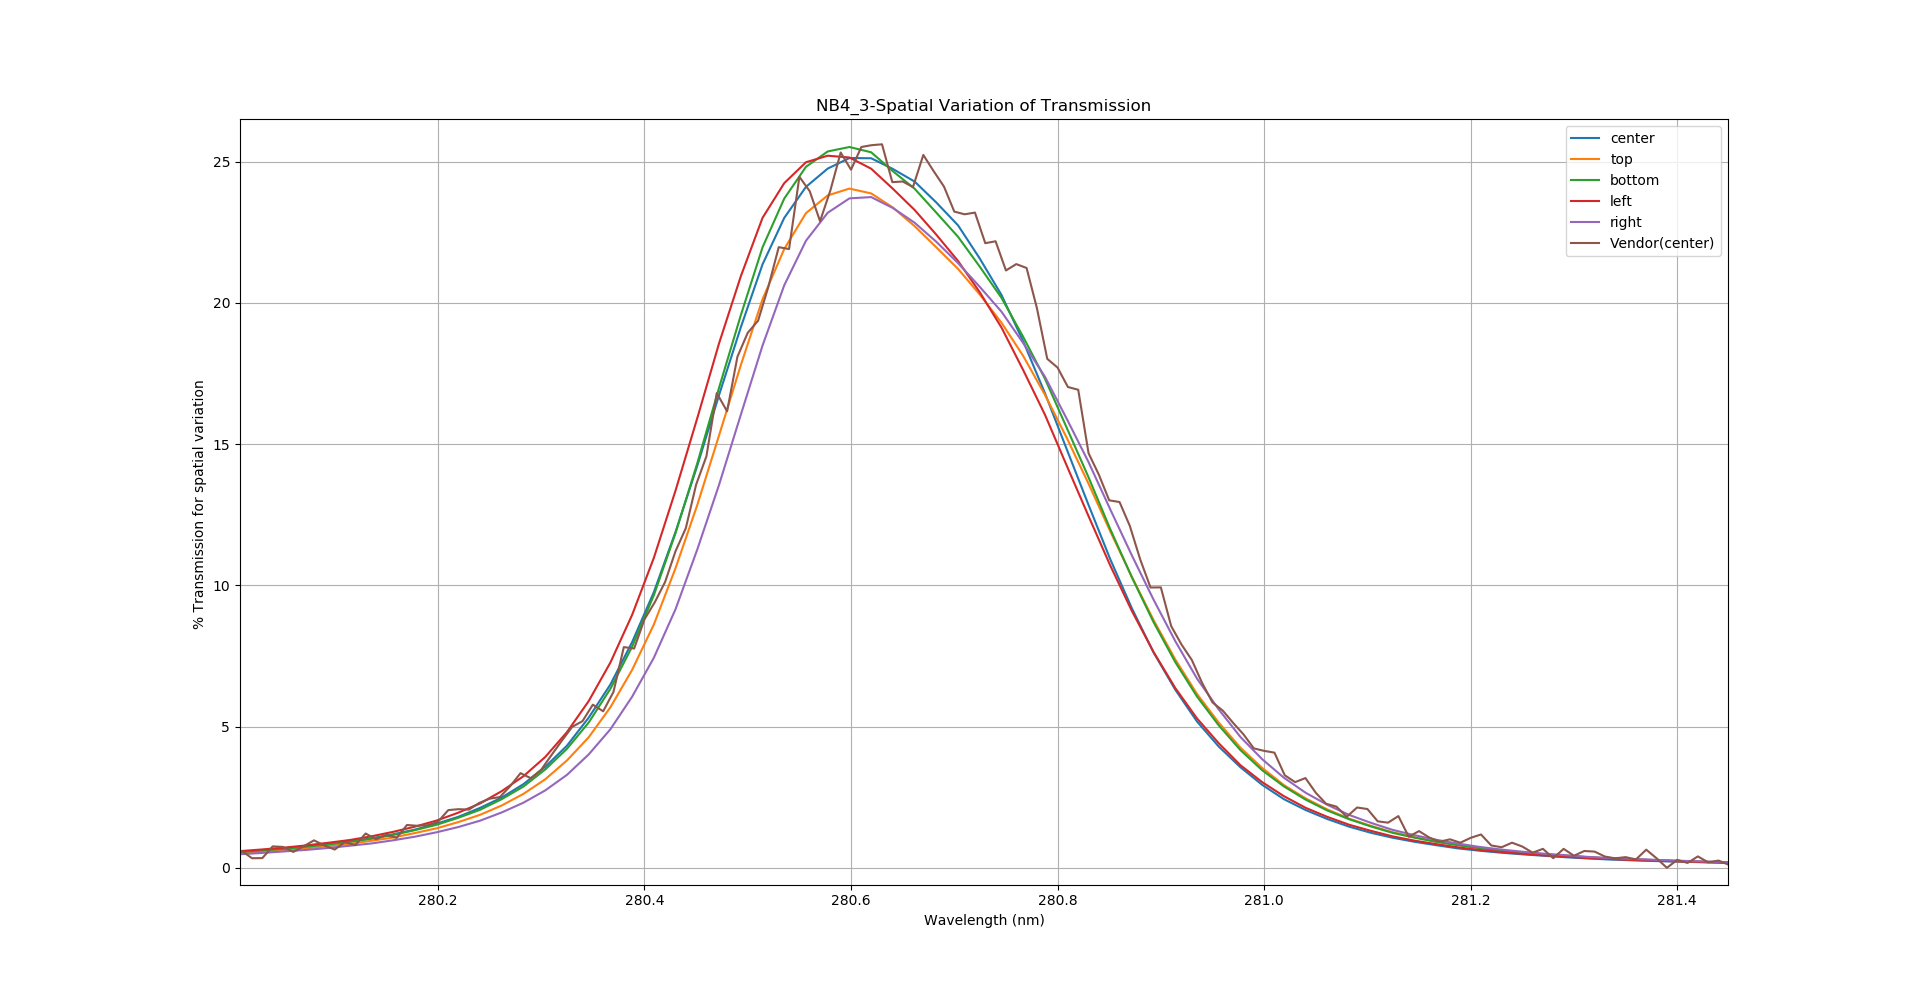 NB4_3-Spatial Variation of Transmission
center
top
bottom
left
right
Vendor(center)
% Transmission for spatial variation
25
20
15
10
5
0
280.2 280.4 280.6 280.8 281.0 281.2 281.4
Wavelength (nm)